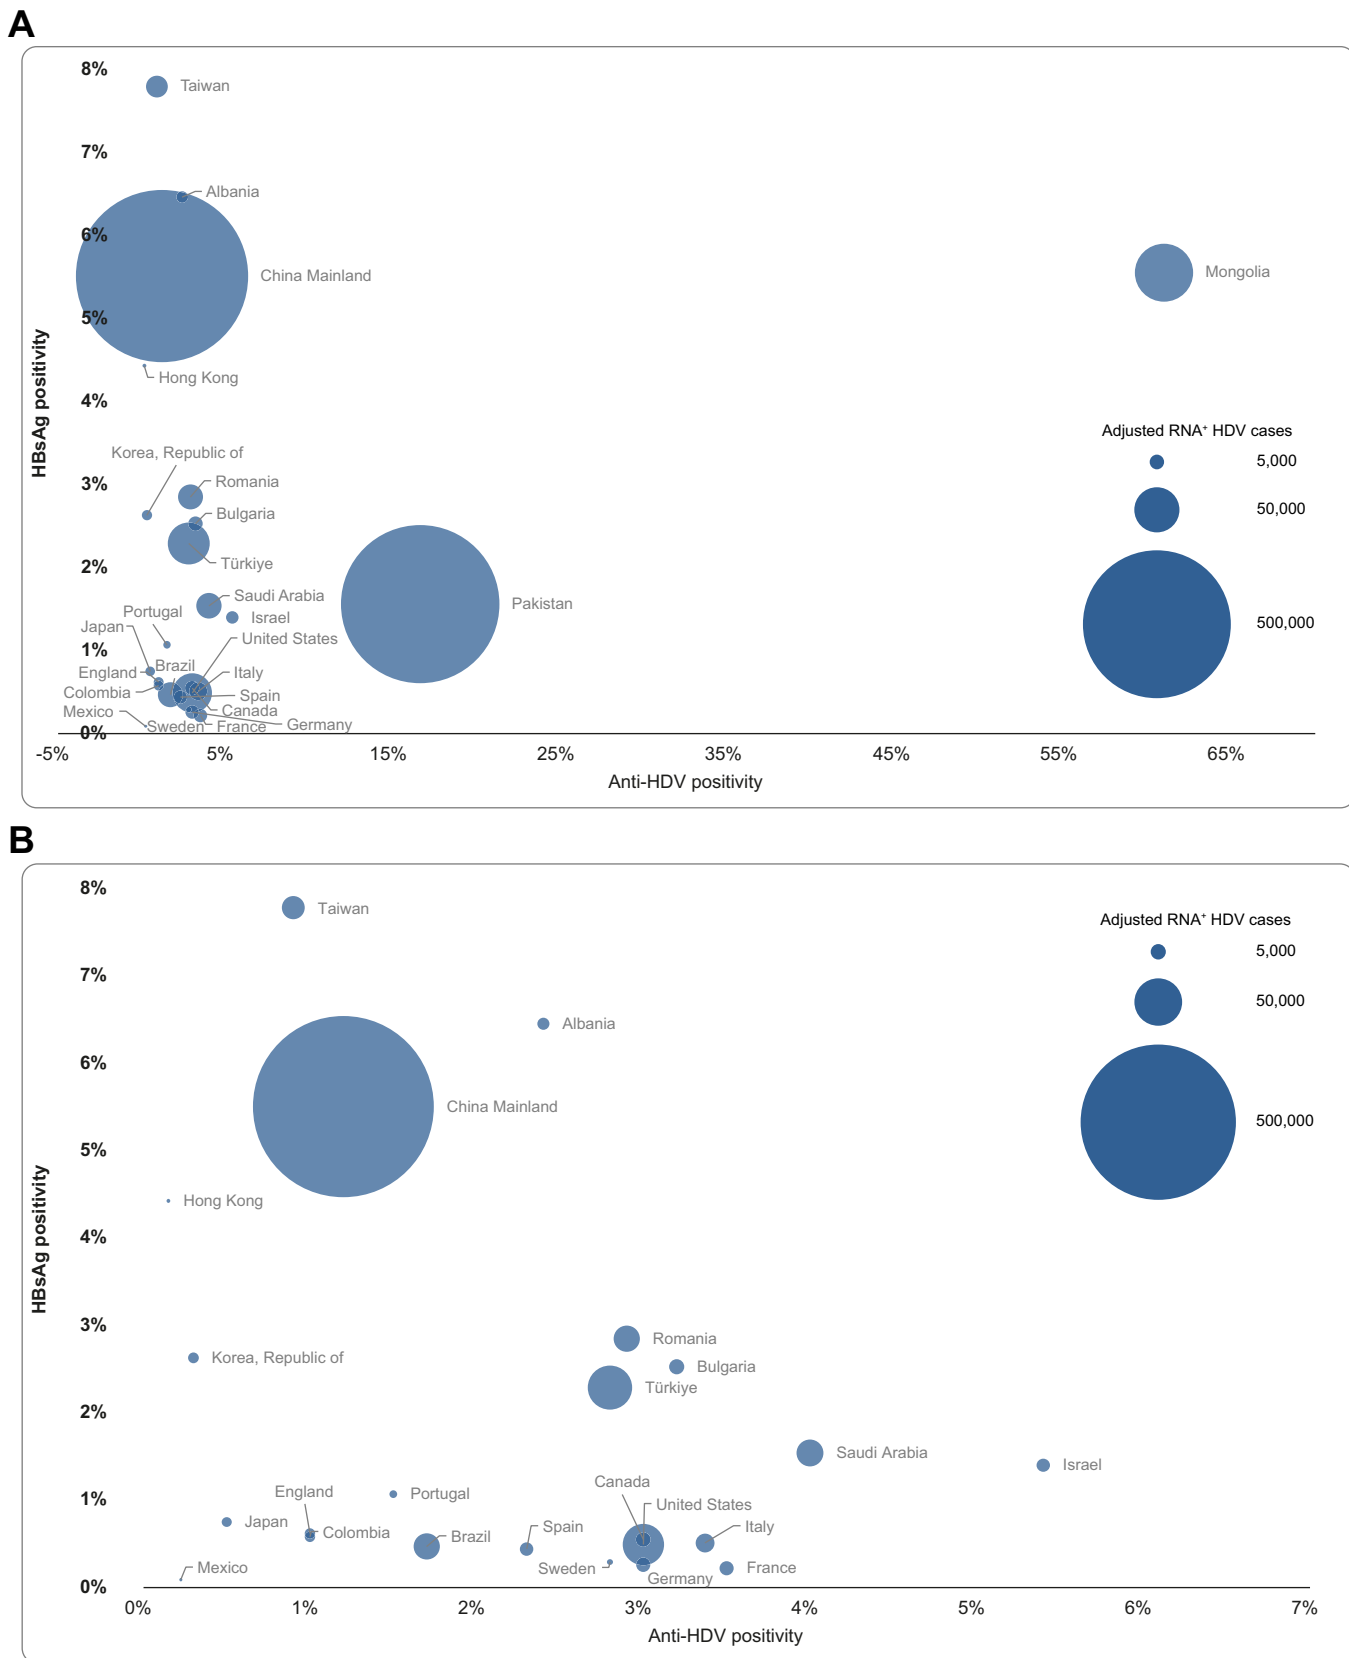 A
8%
Taiwan
7%
Albania
6%
China Mainland
Mongolia
5%
Hong Kong
4%
HBsAg positivity
Adjusted RNA⁺ HDV cases
5,000
50,000
500,000
Korea, Republic of
3%
Romania
Bulgaria
Türkiye
2%
Saudi Arabia
Pakistan
Portugal
Israel
Japan
United States
1%
England
Brazil
Italy
Colombia
Spain
Mexico
Canada
Sweden
France
Germany
0%
-5%
5%
15%
25%
35%
45%
55%
65%
Anti-HDV positivity
B
8%
Taiwan
Adjusted RNA⁺ HDV cases
5,000
50,000
500,000
7%
Albania
6%
China Mainland
5%
Hong Kong
4%
HBsAg positivity
3%
Romania
Korea, Republic of
Bulgaria
Türkiye
2%
Saudi Arabia
Israel
Canada
England
Portugal
1%
United States
Japan
Colombia
Brazil
Spain
Italy
Mexico
Sweden
Germany
France
0%
0%
1%
2%
3%
4%
5%
6%
7%
Anti-HDV positivity